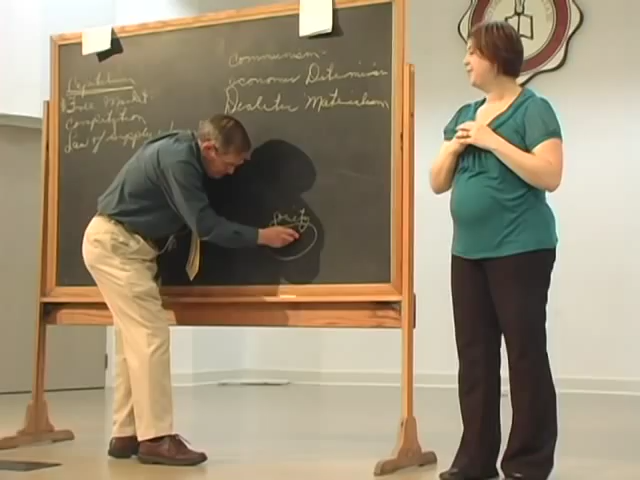 Capitalism
Free Market
Competition
Law of supply
Communism-
economic Determinism
Dialectic Materialism
Society